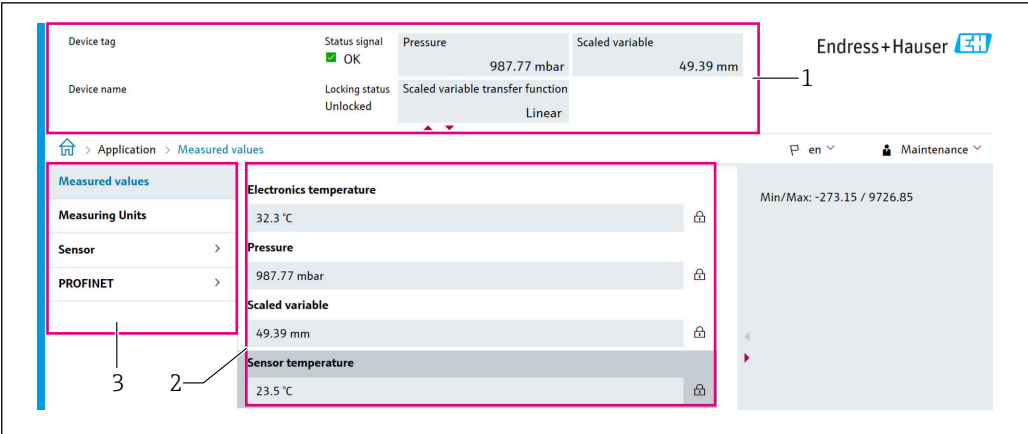 Device tag
Status signal
OK
Pressure
987.77 mbar
Scaled variable
49.39 mm
Endress+Hauser EH
1
Device name
Locking status
Unlocked
Scaled variable transfer function
Linear
> Application > Measured values
en
Maintenance
Measured values
Measuring Units
Sensor >
PROFINET >
Electronics temperature
32.3 °C
Pressure
987.77 mbar
Scaled variable
49.39 mm
Sensor temperature
23.5 °C
Min/Max: -273.15 / 9726.85
3
2